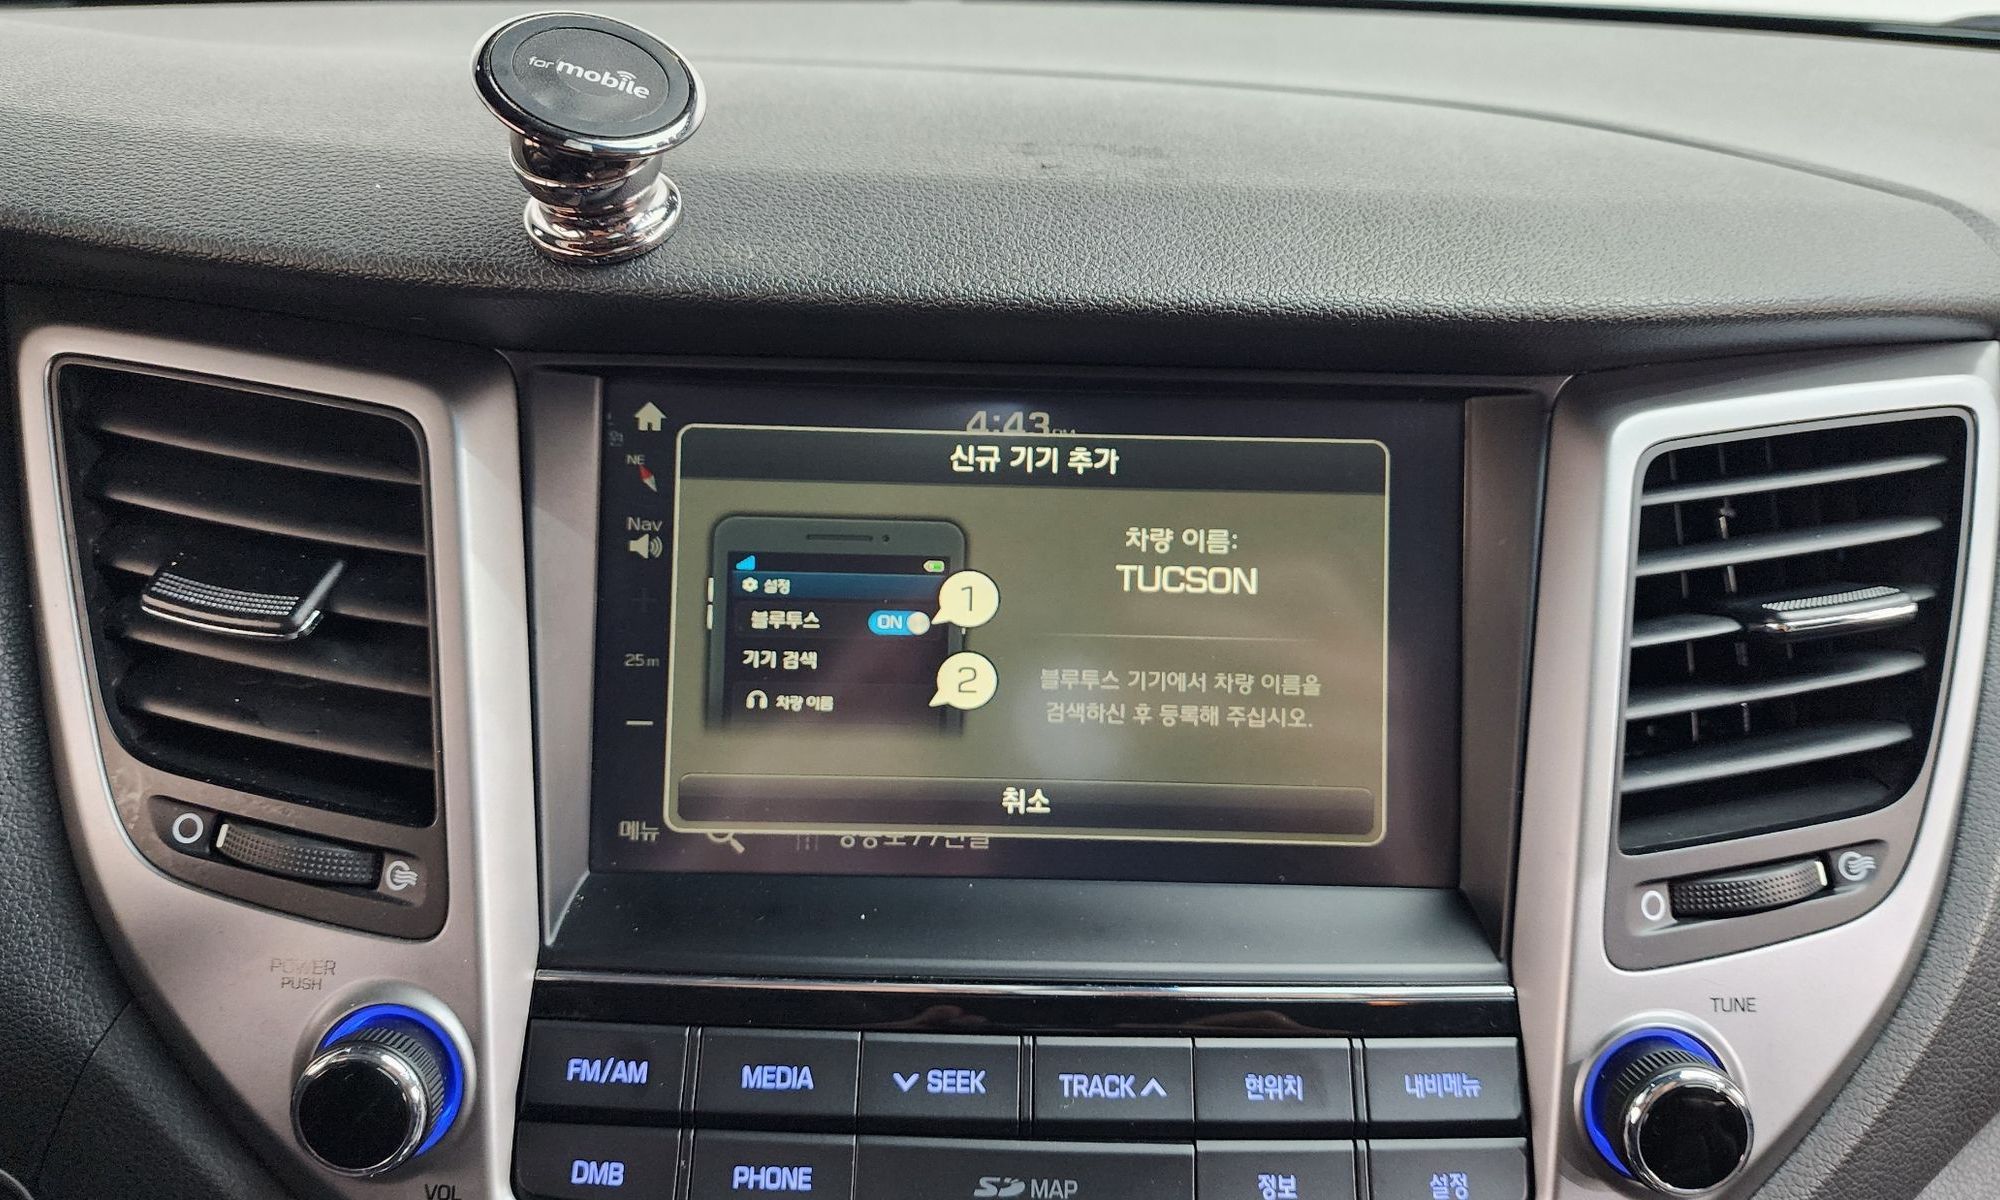 for mobile
4:43 PM
신규 기기 추가
NE
Nav
25m
메뉴
설정
블루투스 ON
기기 검색
차량 이름
1
2
차량 이름:
TUCSON
블루투스 기기에서 차량 이름을
검색하신 후 등록해 주십시오.
취소
POWER
PUSH
VOL
TUNE
FM/AM
MEDIA
SEEK
TRACK
현위치
내비메뉴
DMB
PHONE
SD MAP
정보
설정